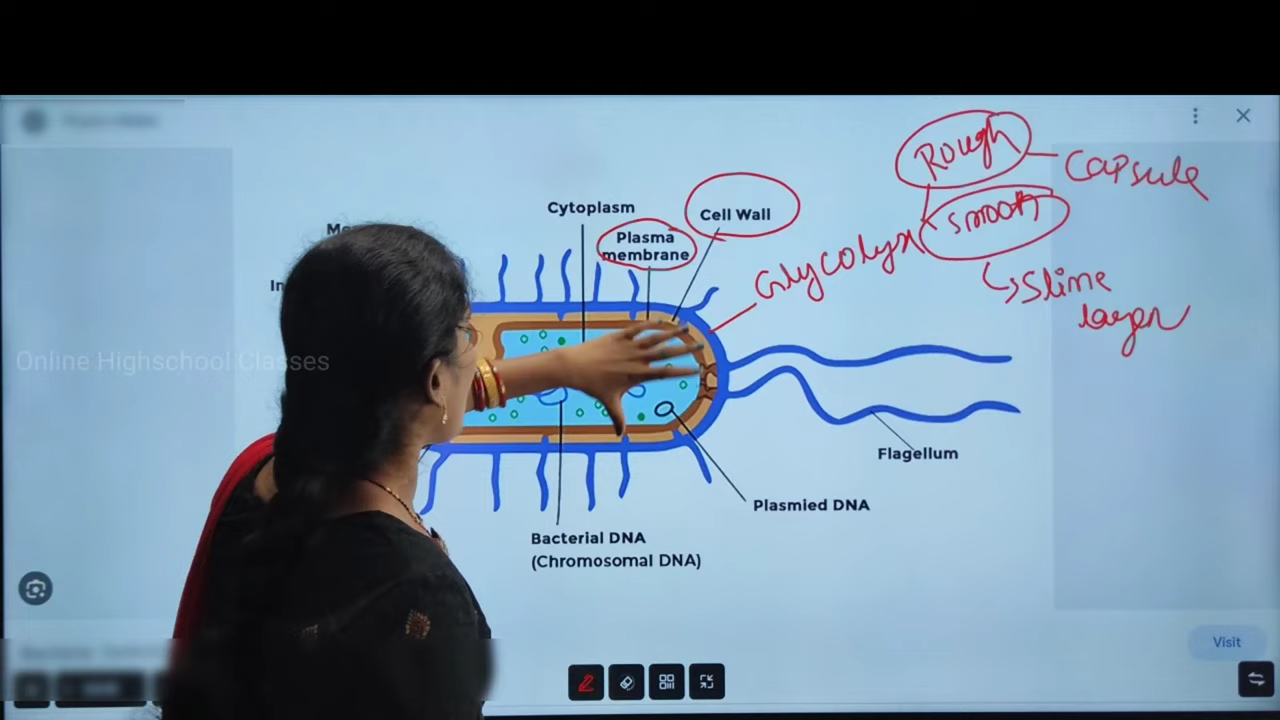 Rough
Capsule
Cytoplasm
Cell Wall
smooth
Plasma
membrane
Glycolyx
Slime
layer
Online Highschool Classes
Flagellum
Plasmied DNA
Bacterial DNA
(Chromosomal DNA)
Visit